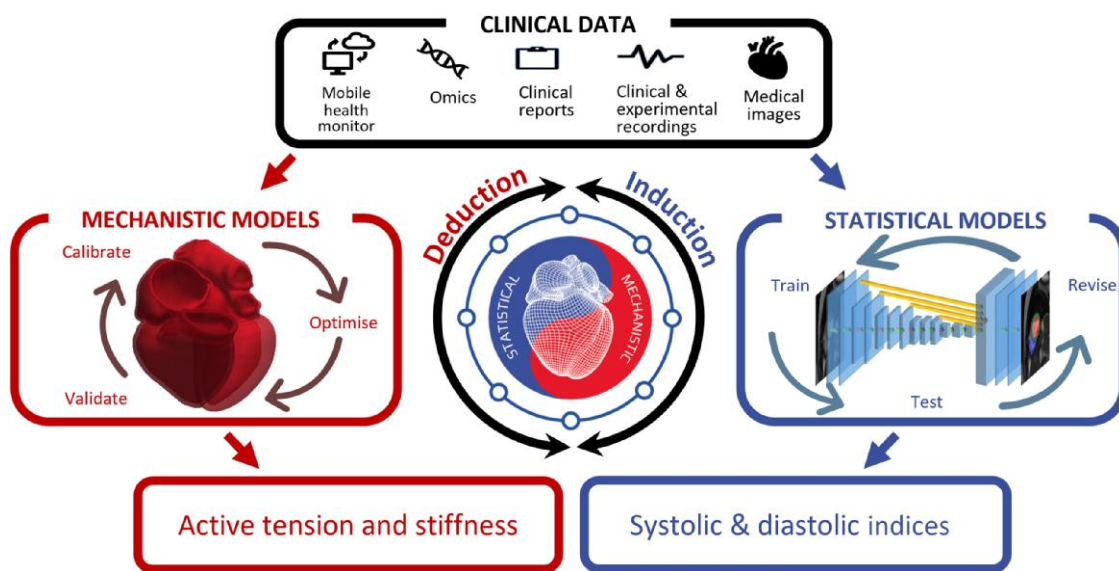 CLINICAL DATA
Mobile
health
monitor
Omics
Clinical
reports
Clinical &
experimental
recordings
Medical
images
Deduction
Induction
MECHANISTIC MODELS
Calibrate
Optimise
Validate
STATISTICAL
MECHANISTIC
STATISTICAL MODELS
Train
Revise
Test
Active tension and stiffness
Systolic & diastolic indices